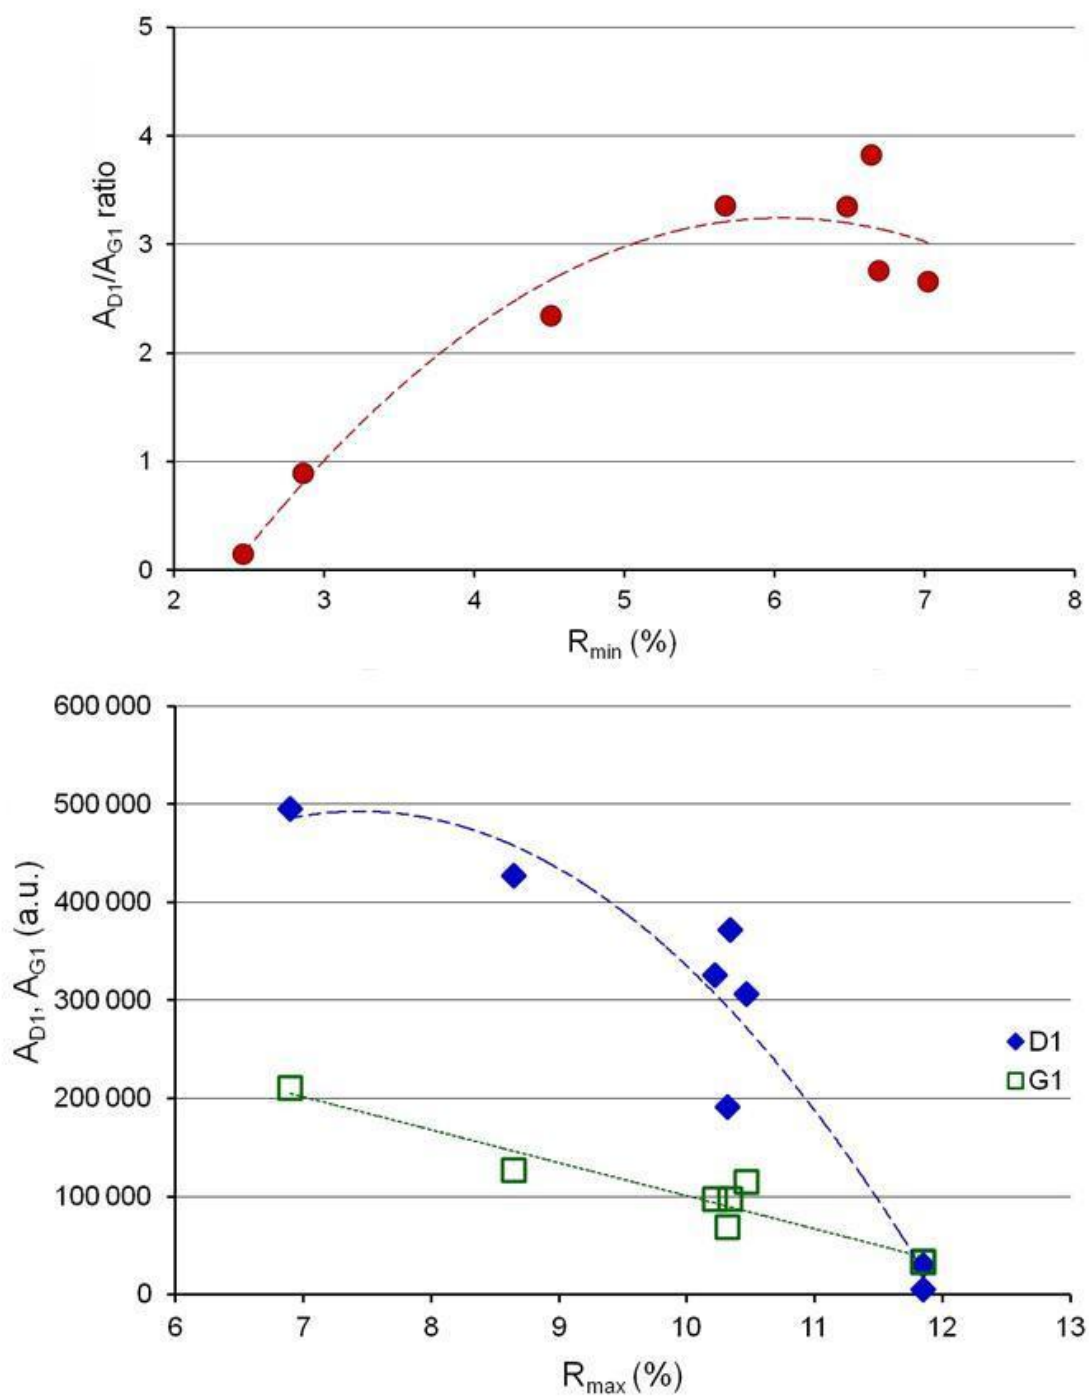 5
4
3
2
1
0
A_D1/A_G1 ratio
2 3 4 5 6 7 8
R_min (%)
600 000
500 000
400 000
300 000
200 000
100 000
0
A_D1, A_G1 (a.u.)
D1
G1
6 7 8 9 10 11 12 13
R_max (%)